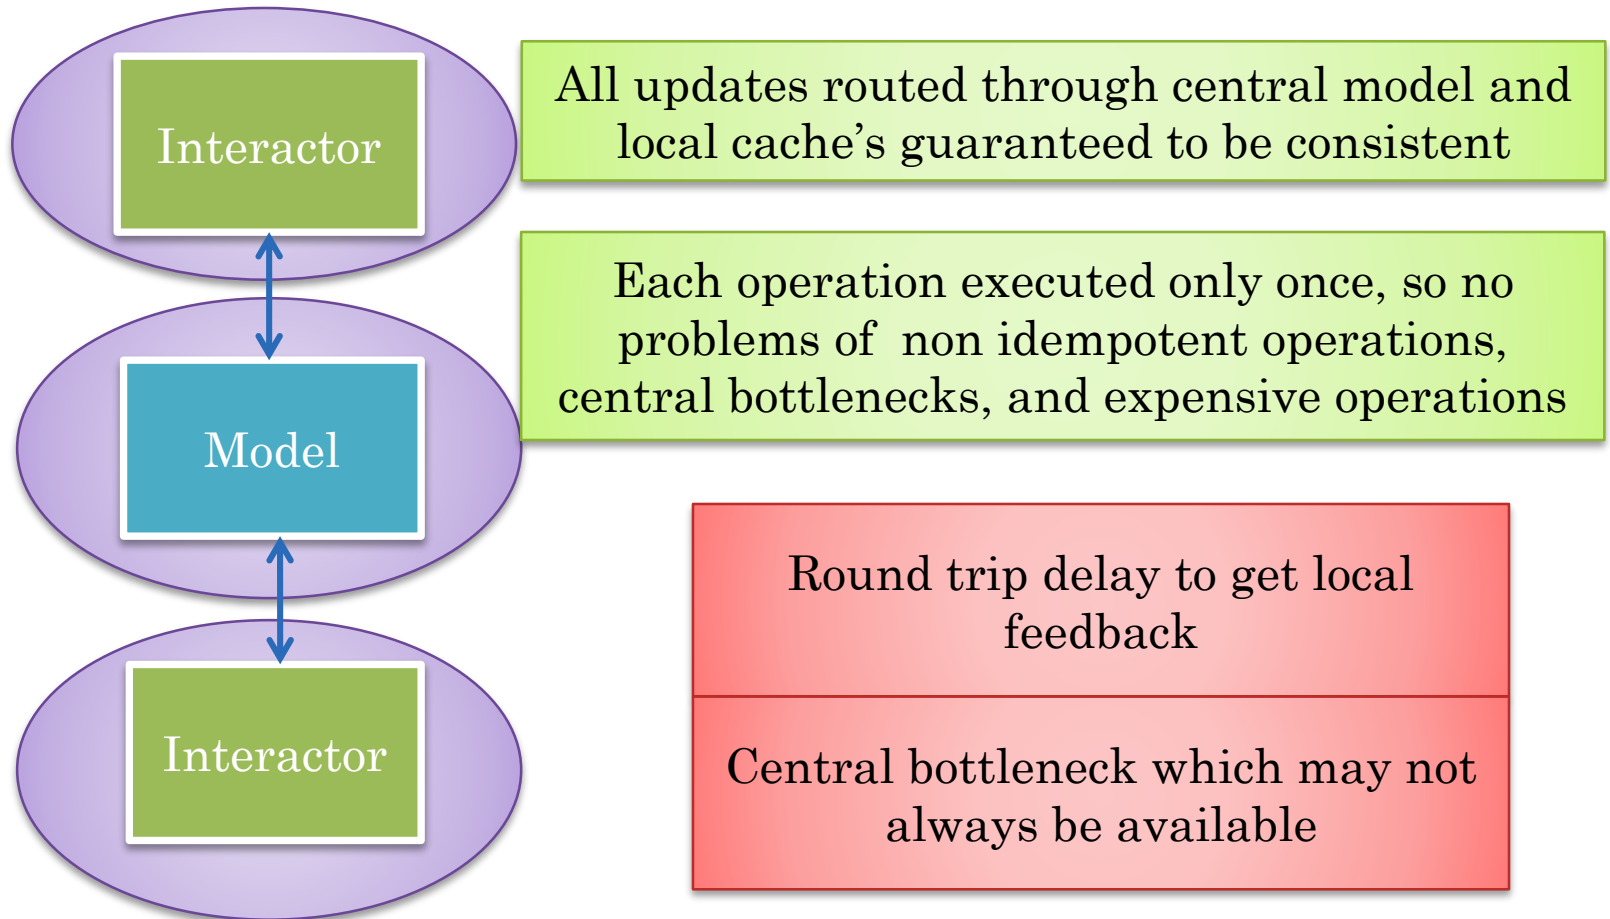 Interactor
All updates routed through central model and
local cache’s guaranteed to be consistent
Each operation executed only once, so no
problems of  non idempotent operations,
central bottlenecks, and expensive operations
Model
Round trip delay to get local
feedback
Interactor
Central bottleneck which may not
always be available